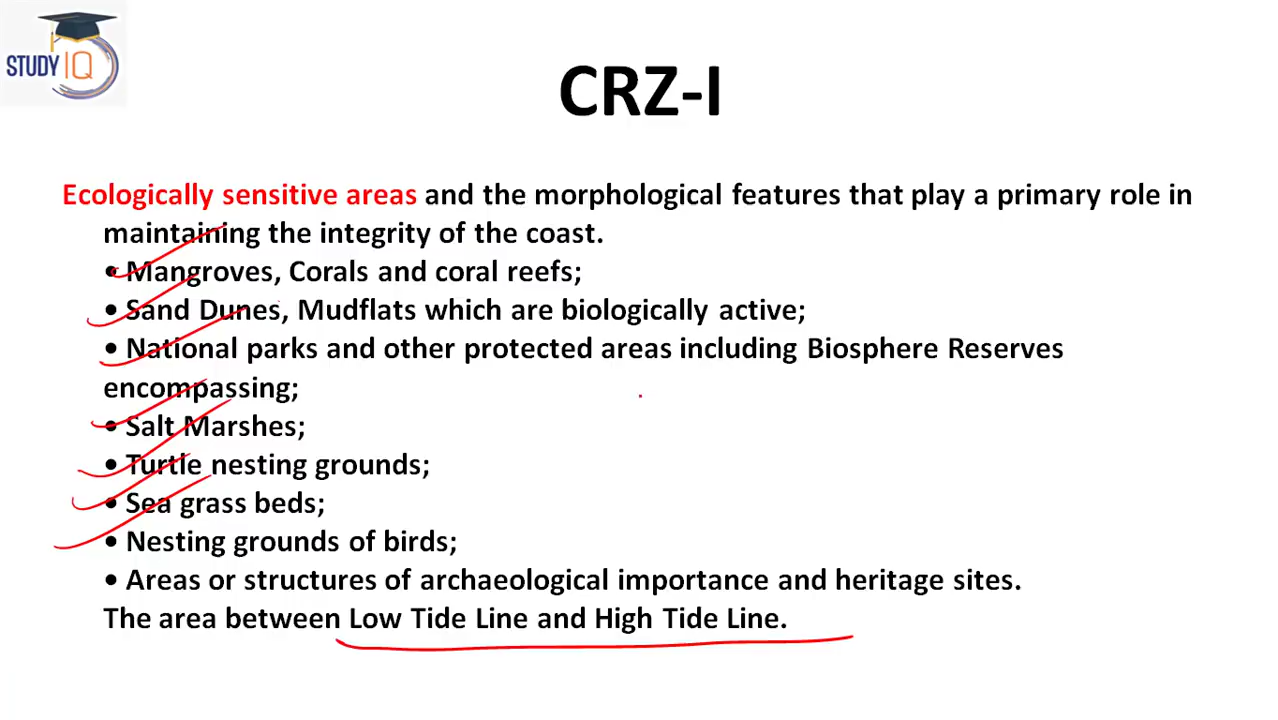 STUDY IQ
CRZ-I
Ecologically sensitive areas and the morphological features that play a primary role in
maintaining the integrity of the coast.
• Mangroves, Corals and coral reefs;
• Sand Dunes, Mudflats which are biologically active;
• National parks and other protected areas including Biosphere Reserves
encompassing;
• Salt Marshes;
• Turtle nesting grounds;
• Sea grass beds;
• Nesting grounds of birds;
• Areas or structures of archaeological importance and heritage sites.
The area between Low Tide Line and High Tide Line.